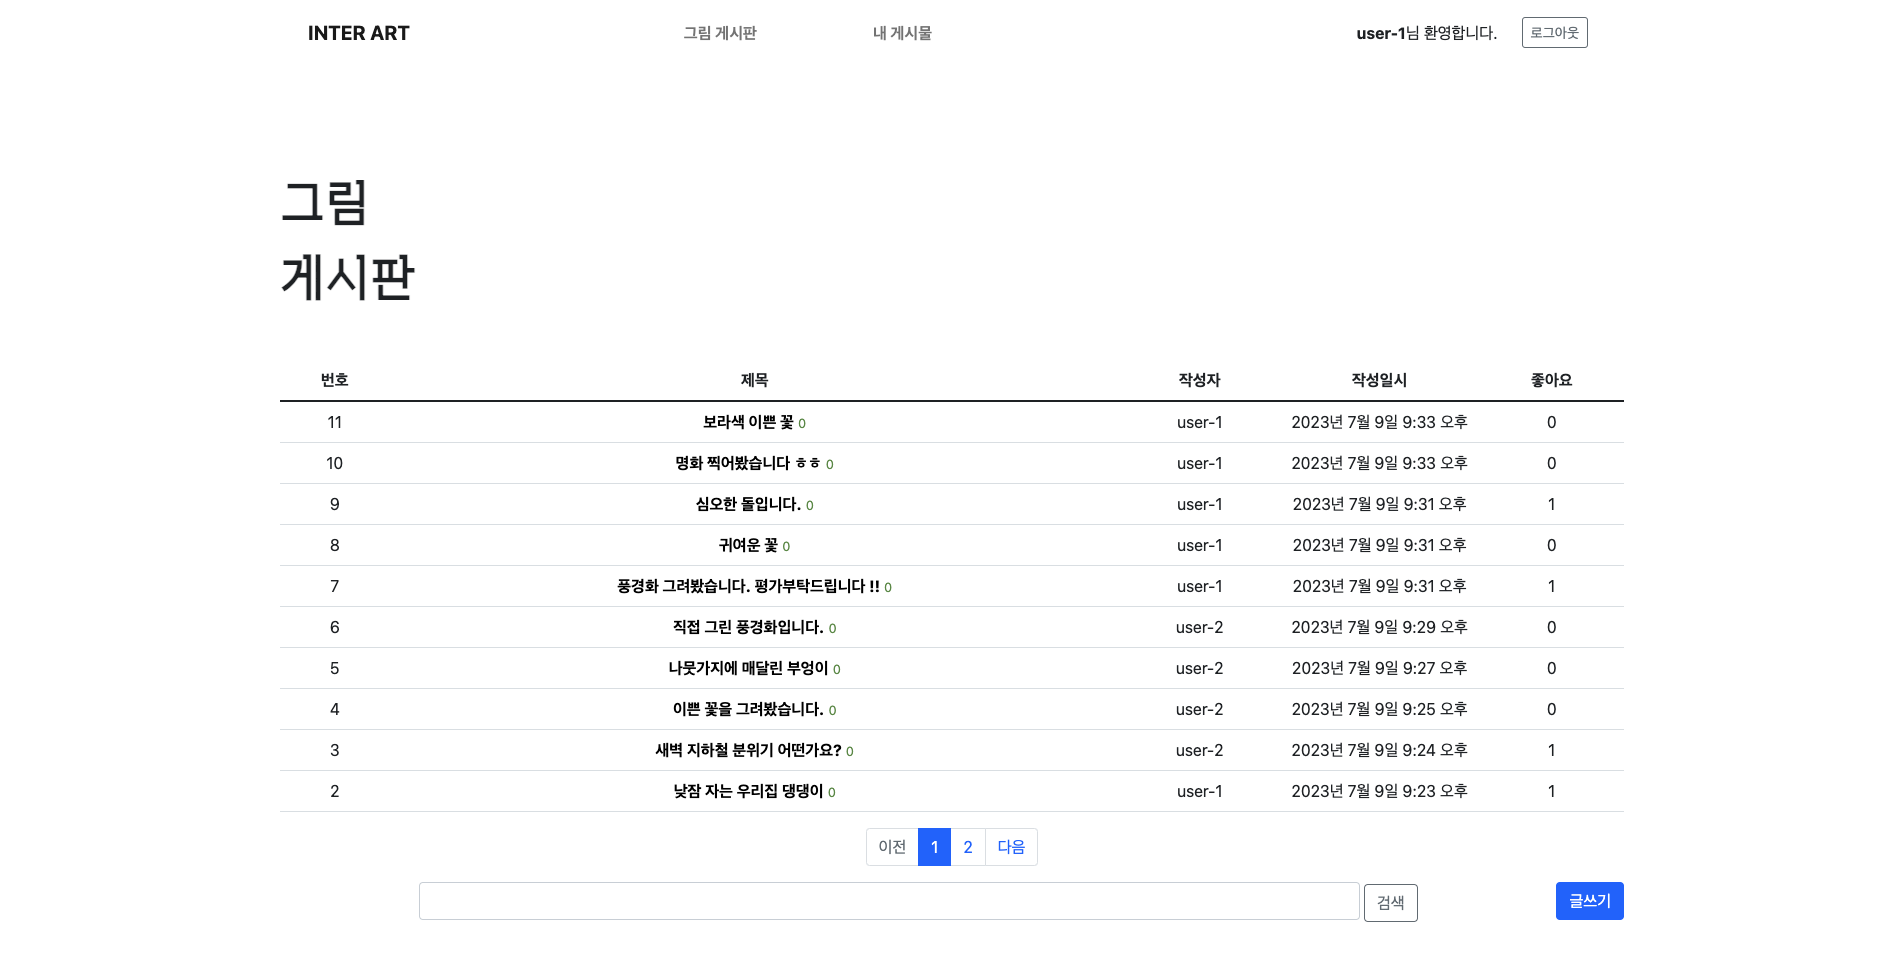 INTER ART 그림 게시판 내 게시물 user-1님 환영합니다. 로그아웃
그림
게시판
번호 제목 작성자 작성일시 좋아요
11 보라색 이쁜 꽃 0 user-1 2023년 7월 9일 9:33 오후 0
10 명화 찍어봤습니다 ㅎㅎ 0 user-1 2023년 7월 9일 9:33 오후 0
9 심오한 돌입니다. 0 user-1 2023년 7월 9일 9:31 오후 1
8 귀여운 꽃 0 user-1 2023년 7월 9일 9:31 오후 0
7 풍경화 그려봤습니다. 평가부탁드립니다 !! 0 user-1 2023년 7월 9일 9:31 오후 1
6 직접 그린 풍경화입니다. 0 user-2 2023년 7월 9일 9:29 오후 0
5 나뭇가지에 매달린 부엉이 0 user-2 2023년 7월 9일 9:27 오후 0
4 이쁜 꽃을 그려봤습니다. 0 user-2 2023년 7월 9일 9:25 오후 0
3 새벽 지하철 분위기 어떤가요? 0 user-2 2023년 7월 9일 9:24 오후 1
2 낮잠 자는 우리집 댕댕이 0 user-1 2023년 7월 9일 9:23 오후 1
이전 1 2 다음
검색 글쓰기